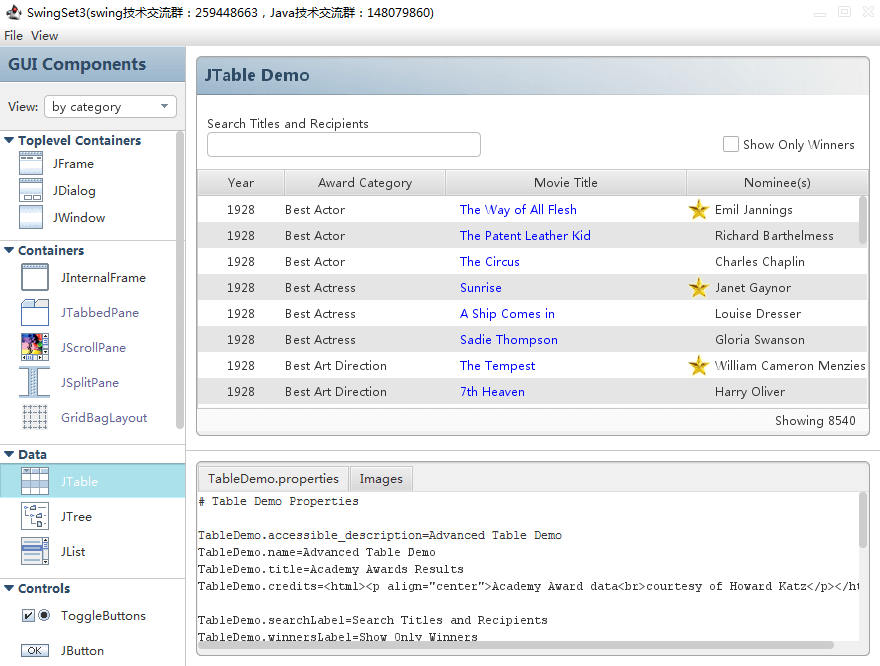 SwingSet3(swing技术交流群：259448663，Java技术交流群：148079860)
File View
GUI Components
View: by category
Toplevel Containers
JFrame
JDialog
JWindow
Containers
JInternalFrame
JTabbedPane
JScrollPane
JSplitPane
GridBagLayout
Data
JTable
JTree
JList
Controls
ToggleButtons
OK JButton
JTable Demo
Search Titles and Recipients
Show Only Winners
Year Award Category Movie Title Nominee(s)
1928 Best Actor The Way of All Flesh Emil Jannings
1928 Best Actor The Patent Leather Kid Richard Barthelmess
1928 Best Actor The Circus Charles Chaplin
1928 Best Actress Sunrise Janet Gaynor
1928 Best Actress A Ship Comes in Louise Dresser
1928 Best Actress Sadie Thompson Gloria Swanson
1928 Best Art Direction The Tempest William Cameron Menzies
1928 Best Art Direction 7th Heaven Harry Oliver
Showing 8540
TableDemo.properties Images
# Table Demo Properties
TableDemo.accessible_description=Advanced Table Demo
TableDemo.name=Advanced Table Demo
TableDemo.title=Academy Awards Results
TableDemo.credits=<html><p align="center">Academy Award data<br>courtesy of Howard Katz</p></ht
TableDemo.searchLabel=Search Titles and Recipients
TableDemo.winnersLabel=Show Only Winners